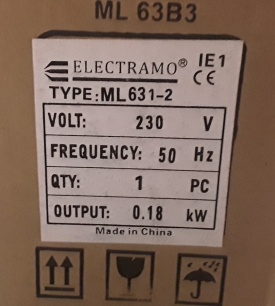 ML 63B3
ELECTRAMO® IE1
CE
TYPE: ML631-2
VOLT: 230 V
FREQUENCY: 50 Hz
QTY: 1 PC
OUTPUT: 0.18 kW
Made in China